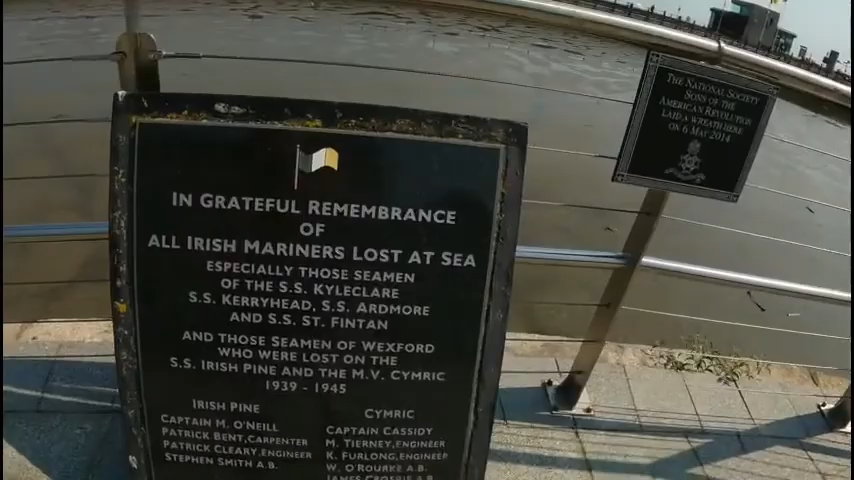 IN GRATEFUL REMEMBRANCE
OF
ALL IRISH MARINERS LOST AT SEA
ESPECIALLY THOSE SEAMEN
OF THE S.S. KYLECLARE
S.S. KERRYHEAD, S.S. ARDMORE
AND S.S. ST. FINTAN
AND THOSE SEAMEN OF WEXFORD
WHO WERE LOST ON THE
S.S. IRISH PINE AND THE M.V. CYMRIC
1939 - 1945
IRISH PINE
CAPTAIN M. O'NEILL
PATRICK BENT, CARPENTER
PATRICK CLEARY, ENGINEER
STEPHEN SMITH A.B.
CYMRIC
CAPTAIN CASSIDY
M. TIERNEY, ENGINEER
K. FURLONG, ENGINEER
W. O'ROURKE A.B.
JAMES CROSBIE A.B.
THE NATIONAL SOCIETY
SONS OF THE
AMERICAN REVOLUTION
LAID A WREATH HERE
ON 6 MAY 2014